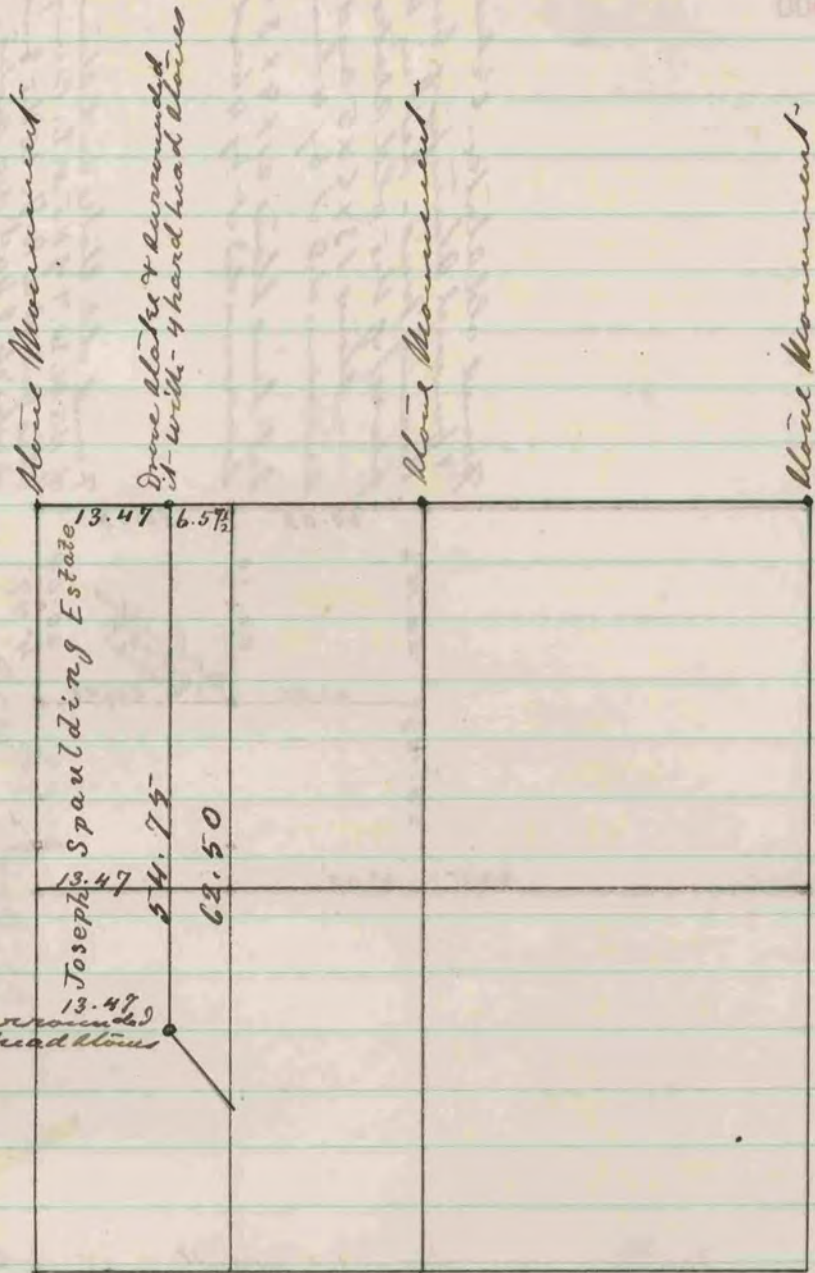 Stone Monument
Drove stake & surrounded
it with 4 hard head stones
Stone Monument
Stone Monument
13.47
6.57½
Joseph Spaulding Estate
54.75
62.50
13.47
13.47
head stones